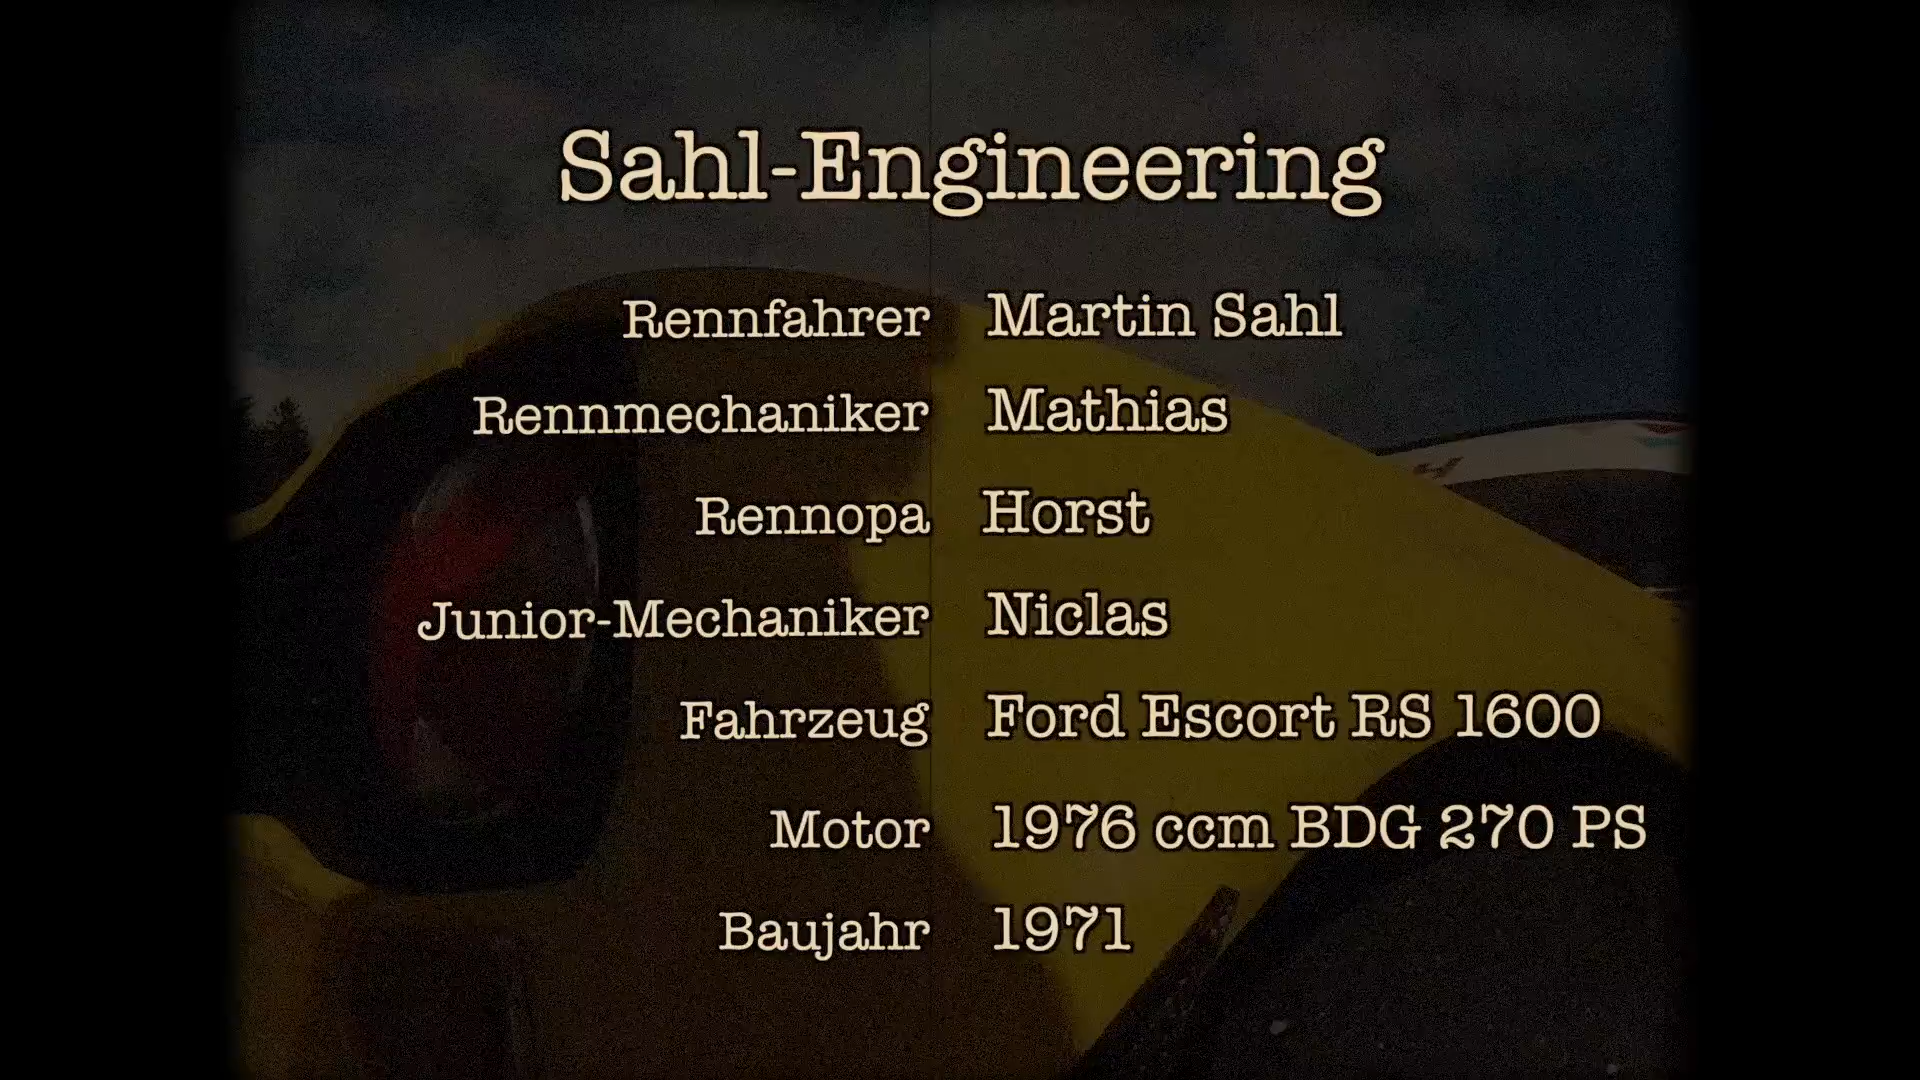 Sahl-Engineering
Rennfahrer Martin Sahl
Rennmechaniker Mathias
Rennopa Horst
Junior-Mechaniker Niclas
Fahrzeug Ford Escort RS 1600
Motor 1976 ccm BDG 270 PS
Baujahr 1971